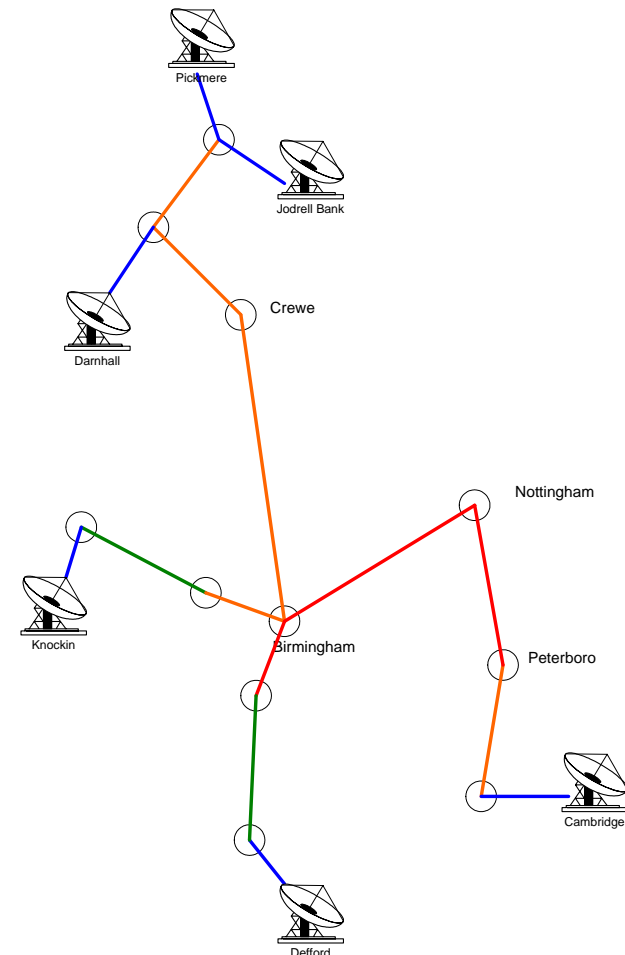 Pickmere
Jodrell Bank
Crewe
Darnhall
Nottingham
Knockin
Birmingham
Peterboro
Cambridge
Defford